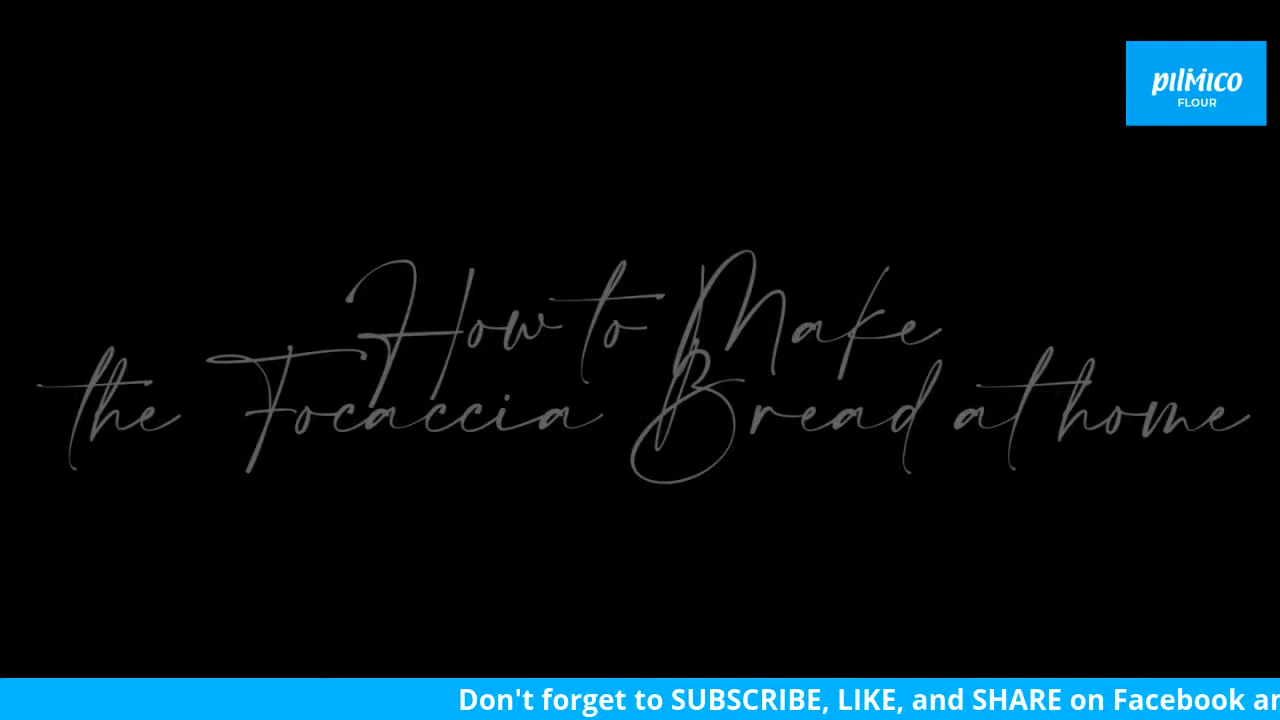 pilmico
FLOUR
How to Make
the Focaccia Bread at home
Don't forget to SUBSCRIBE, LIKE, and SHARE on Facebook